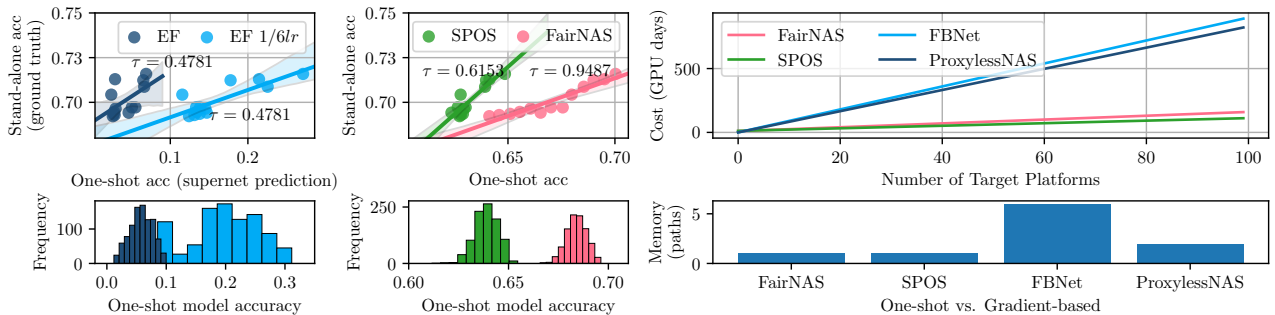 Stand-alone acc
(ground truth)
0.75
0.73
0.70
EF
EF 1/6lr
τ = 0.4781
τ = 0.4781
0.1
0.2
One-shot acc (supernet prediction)
Stand-alone acc
0.75
0.73
0.70
SPOS
FairNAS
τ = 0.6153
τ = 0.9487
0.65
0.70
One-shot acc
Cost (GPU days)
500
0
FairNAS
SPOS
FBNet
ProxylessNAS
0
20
40
60
80
100
Number of Target Platforms
Frequency
100
0
0.0
0.1
0.2
0.3
One-shot model accuracy
Frequency
250
0
0.60
0.65
0.70
One-shot model accuracy
Memory
(paths)
5
0
FairNAS
SPOS
FBNet
ProxylessNAS
One-shot vs. Gradient-based